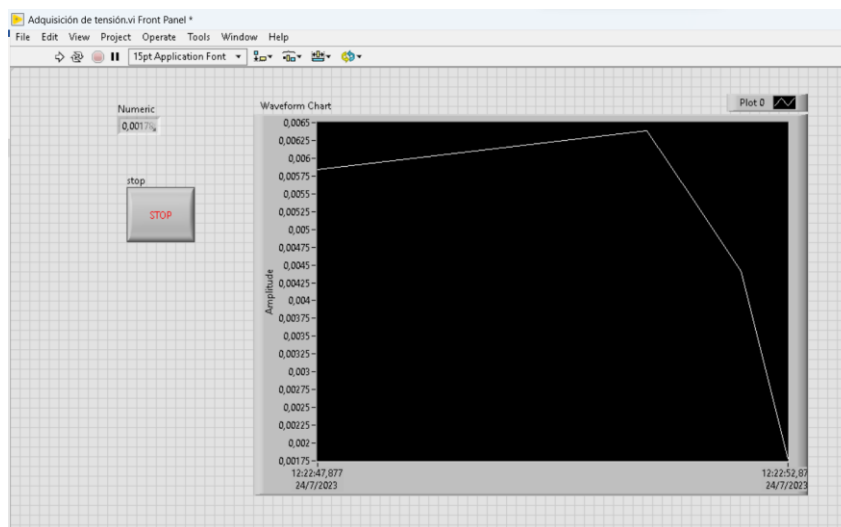 Adquisición de tensión.vi Front Panel *
File Edit View Project Operate Tools Window Help
15pt Application Font
Numeric
stop
STOP
Waveform Chart
Plot 0
Amplitude
0,0065
0,00625
0,006
0,00575
0,0055
0,00525
0,005
0,00475
0,0045
0,00425
0,004
0,00375
0,0035
0,00325
0,003
0,00275
0,0025
0,00225
0,002
0,00175
12:22:47,877
24/7/2023
12:22:52,87
24/7/2023